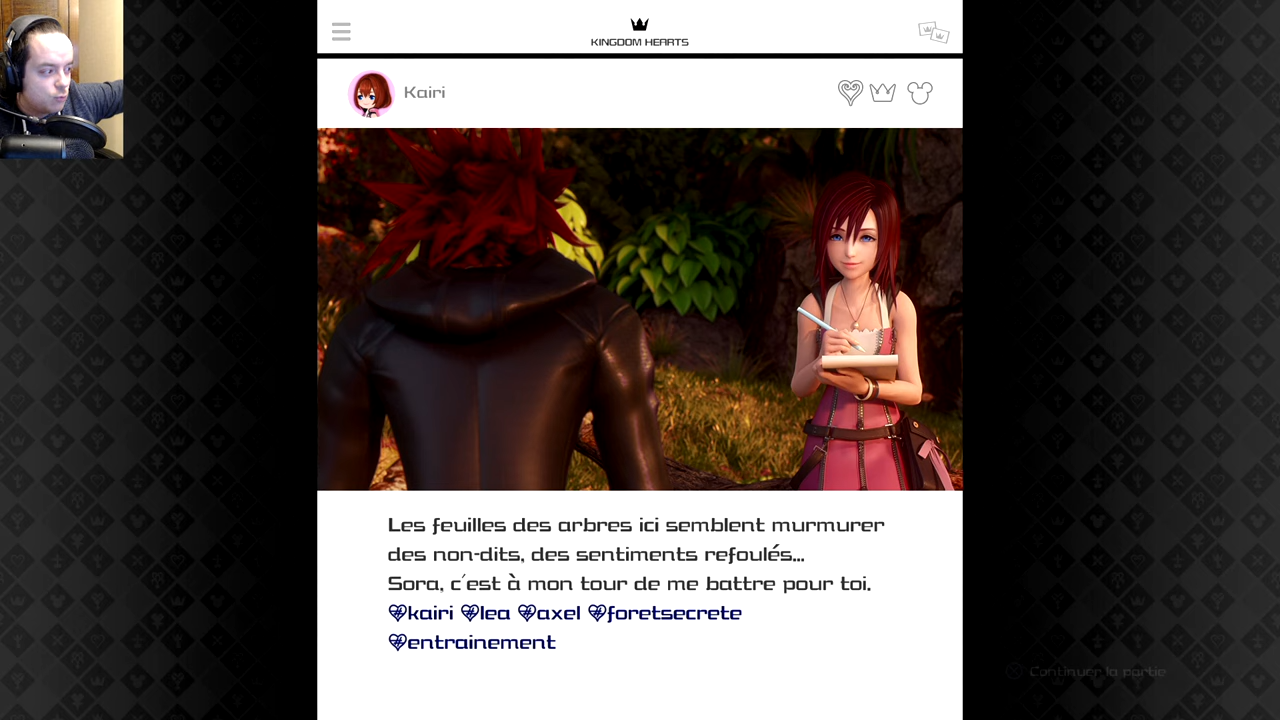 KINGDOM HEARTS
Kairi
Les feuilles des arbres ici semblent murmurer
des non-dits, des sentiments refoulés...
Sora, c'est à mon tour de me battre pour toi.
#kairi #lea #axel #foretsecrete
#entrainement
Continuer la partie